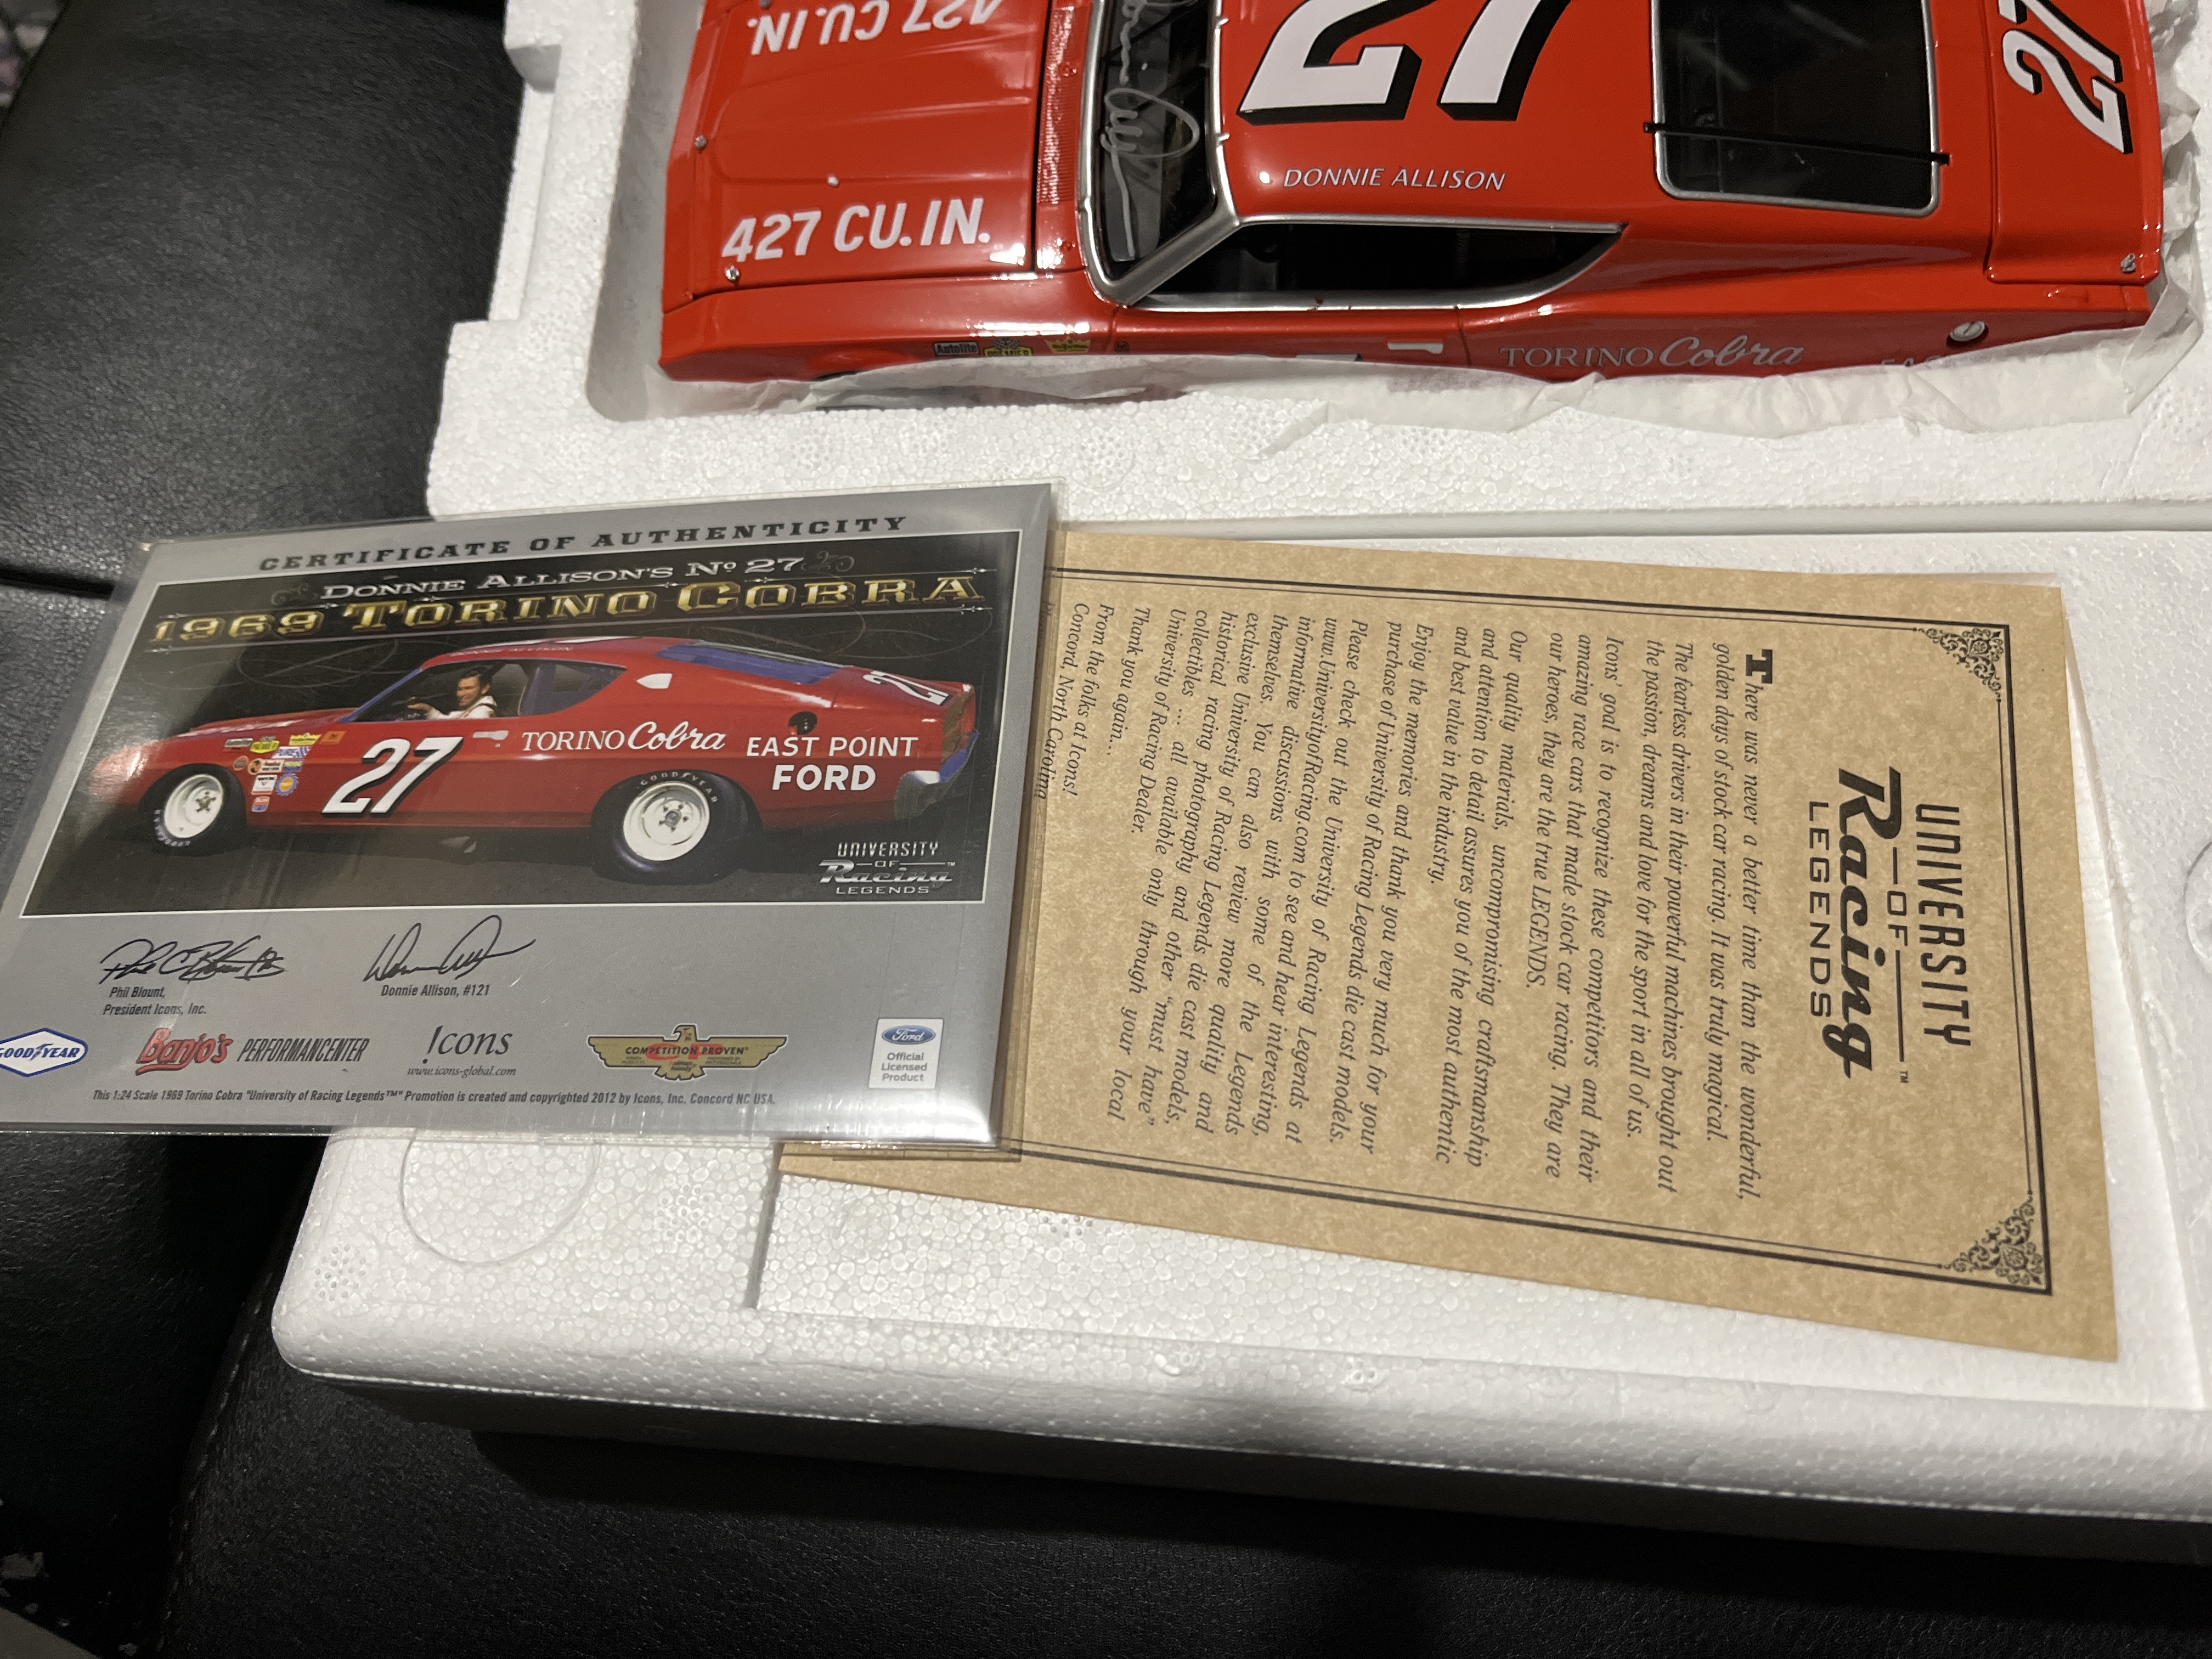 427 CU. IN.
27
27
DONNIE ALLISON
427 CU. IN.
Autolite
PREMIER
TORINO Cobra
CERTIFICATE OF AUTHENTICITY
DONNIE ALLISON'S Nº 27
1969 TORINO COBRA
DONNIE ALLISON
27
27
TORINO Cobra
EAST POINT
FORD
GOODYEAR
UNIVERSITY
OF
Racing™
LEGENDS
Phil Blount,
President Icons, Inc.
Donnie Allison, #121
GOODYEAR
Banjo's PERFORMANCENTER
Icons
www.icons-global.com
COMPETITION PROVEN®
Ford
Official
Licensed
Product
This 1:24 Scale 1969 Torino Cobra "University of Racing Legends™" Promotion is created and copyrighted 2012 by Icons, Inc. Concord NC USA.
UNIVERSITY
OF
Racing™
LEGENDS
There was never a better time than the wonderful,
golden days of stock car racing. It was truly magical.
The fearless drivers in their powerful machines brought out
the passion, dreams and love for the sport in all of us.
Icons' goal is to recognize these competitors and their
amazing race cars that made stock car racing. They are
our heroes, they are the true LEGENDS.
Our quality materials, uncompromising craftsmanship
and attention to detail assures you of the most authentic
and best value in the industry.
Enjoy the memories and thank you very much for your
purchase of University of Racing Legends die cast models.
Please check out the University of Racing Legends at
www.UniversityofRacing.com to see and hear interesting,
informative discussions with some of the Legends
themselves. You can also review more quality and
exclusive University of Racing Legends die cast models,
historical racing photography and other "must have"
collectibles ... all available only through your local
University of Racing Dealer.
Thank you again...
From the folks at Icons!
Concord, North Carolina